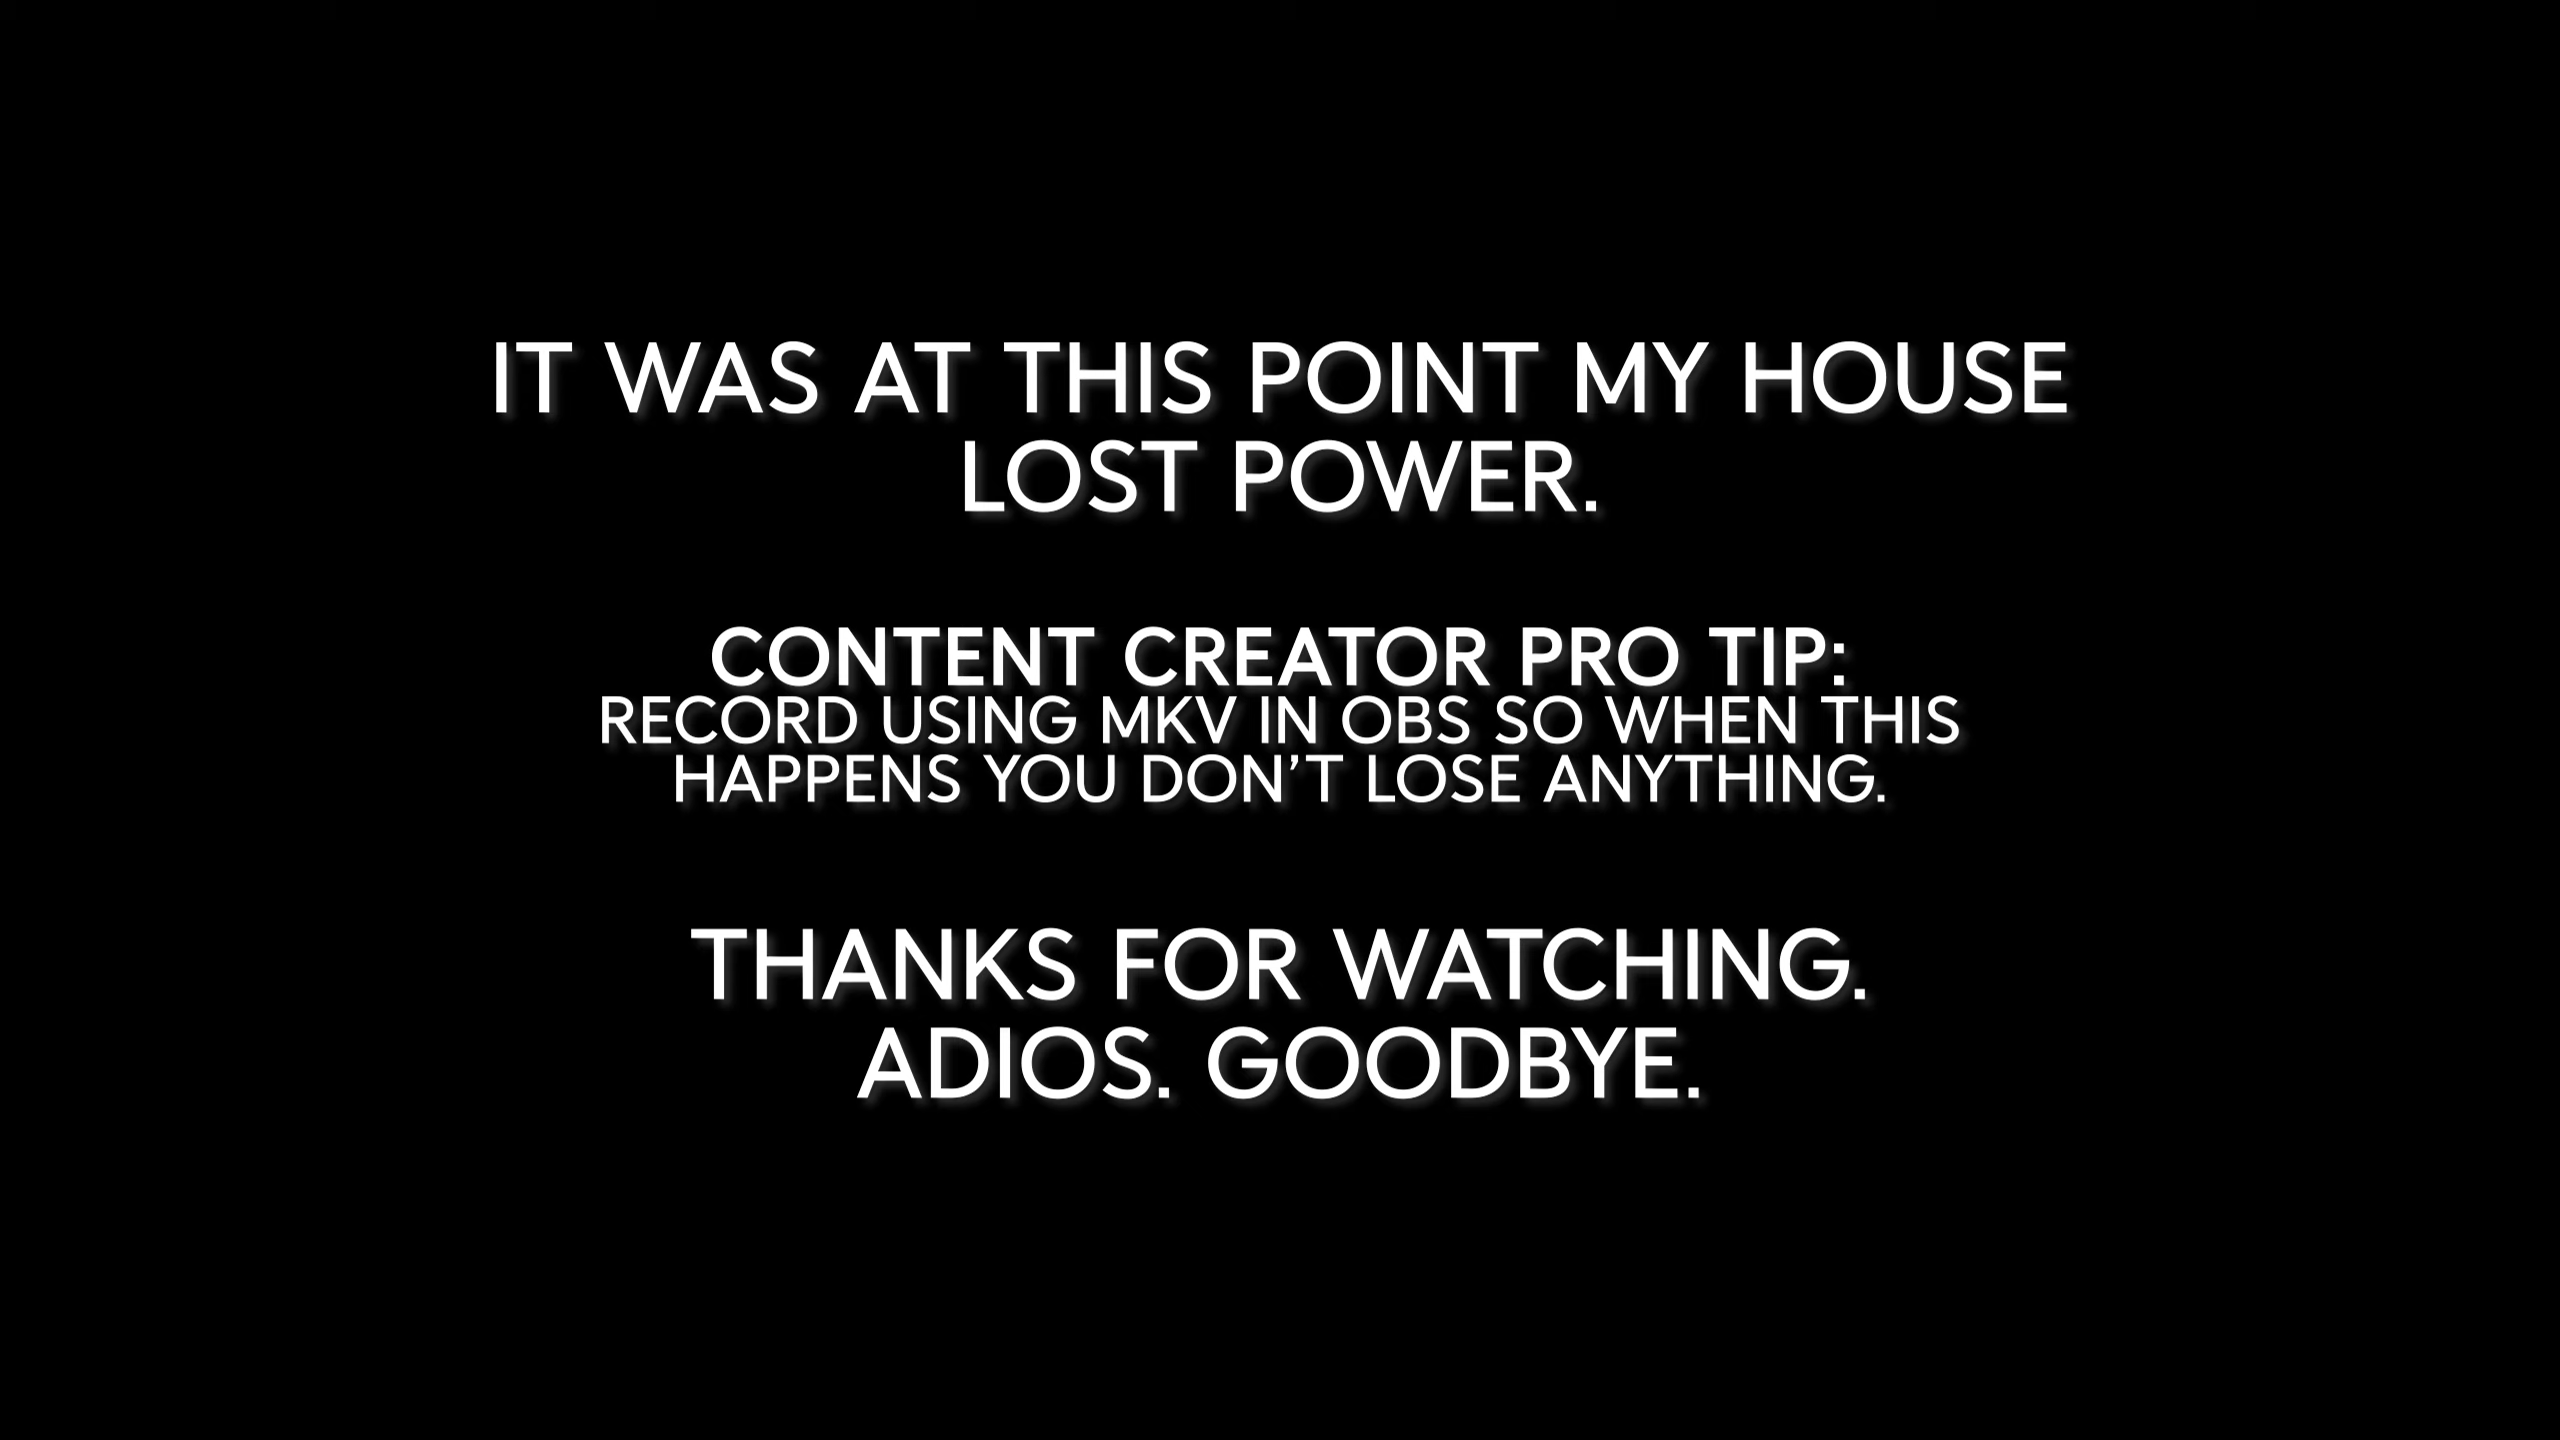 IT WAS AT THIS POINT MY HOUSE
LOST POWER.
CONTENT CREATOR PRO TIP:
RECORD USING MKV IN OBS SO WHEN THIS
HAPPENS YOU DON’T LOSE ANYTHING.
THANKS FOR WATCHING.
ADIOS. GOODBYE.